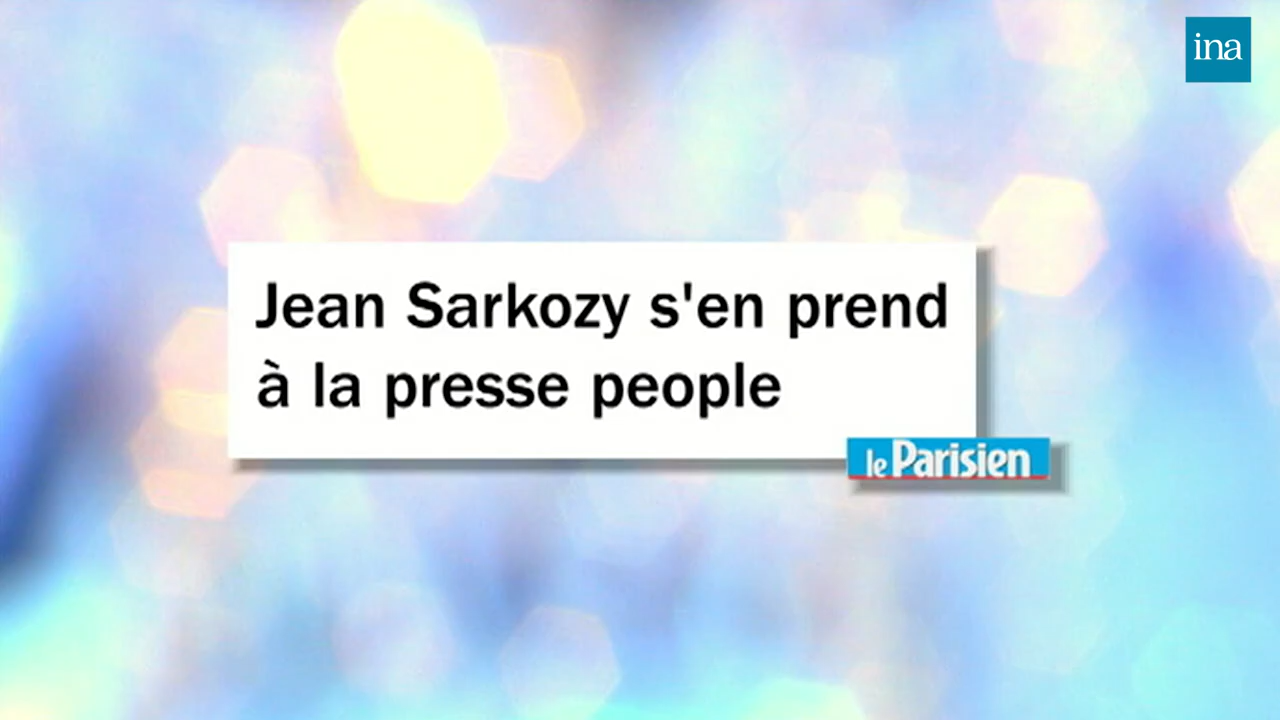 ina
Jean Sarkozy s'en prend
à la presse people
le Parisien